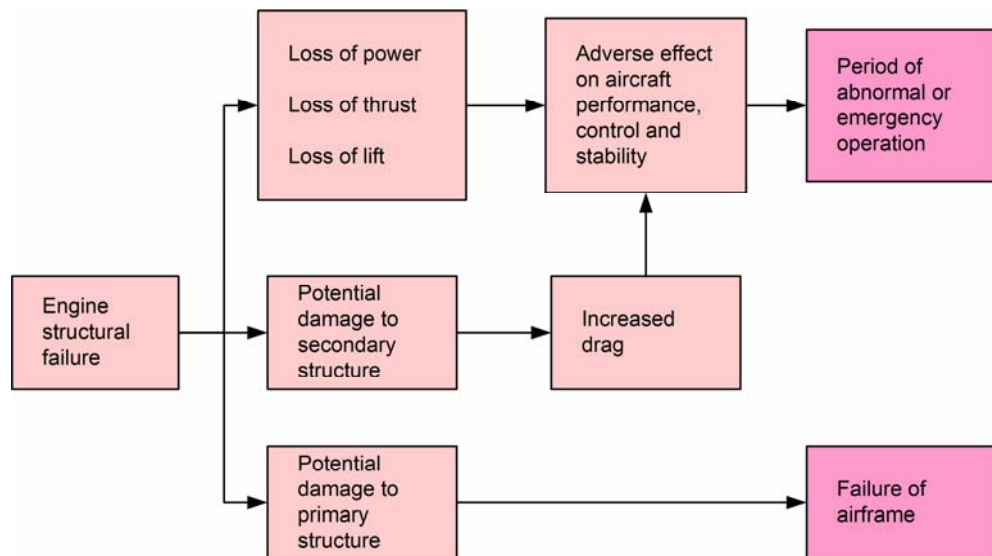 Loss of power
Loss of thrust
Loss of lift
Adverse effect
on aircraft
performance,
control and
stability
Period of
abnormal or
emergency
operation
Engine
structural
failure
Potential
damage to
secondary
structure
Increased
drag
Potential
damage to
primary
structure
Failure of
airframe